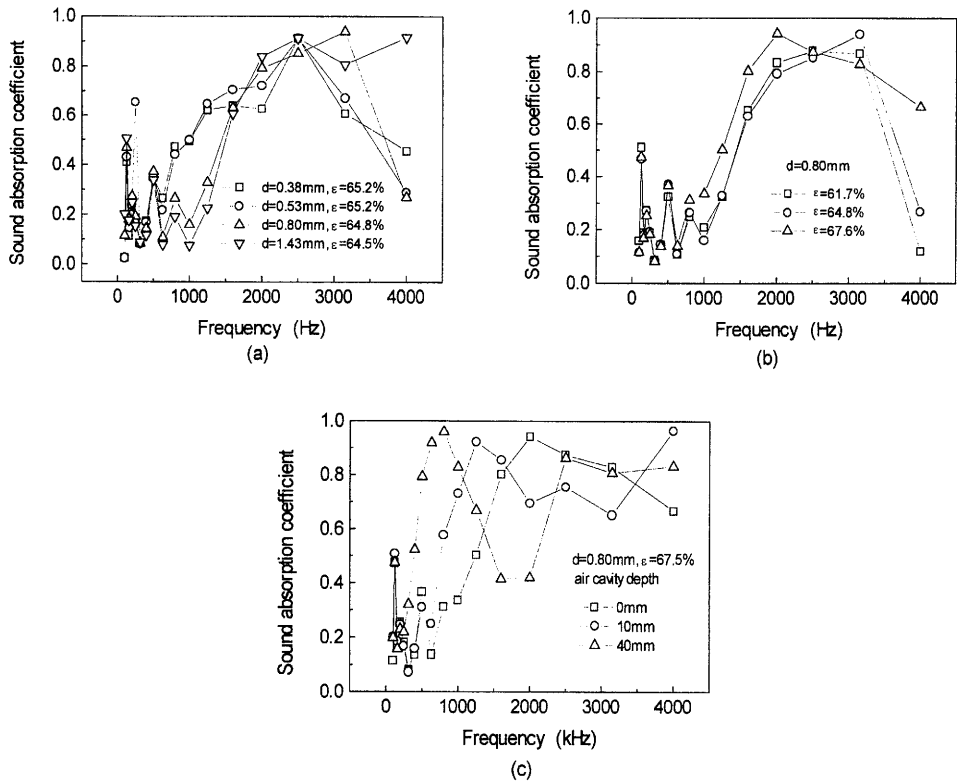 1.0
0.8
0.6
0.4
0.2
0.0
Sound absorption coefficient
d=0.38mm, ε=65.2%
d=0.53mm, ε=65.2%
d=0.80mm, ε=64.8%
d=1.43mm, ε=64.5%
0 1000 2000 3000 4000
Frequency (Hz)
(a)
1.0
0.8
0.6
0.4
0.2
0.0
Sound absorption coefficient
d=0.80mm
ε=61.7%
ε=64.8%
ε=67.6%
0 1000 2000 3000 4000
Frequency (Hz)
(b)
1.0
0.8
0.6
0.4
0.2
0.0
Sound absorption coefficient
d=0.80mm, ε=67.5%
air cavity depth
0mm
10mm
40mm
0 1000 2000 3000 4000
Frequency (kHz)
(c)